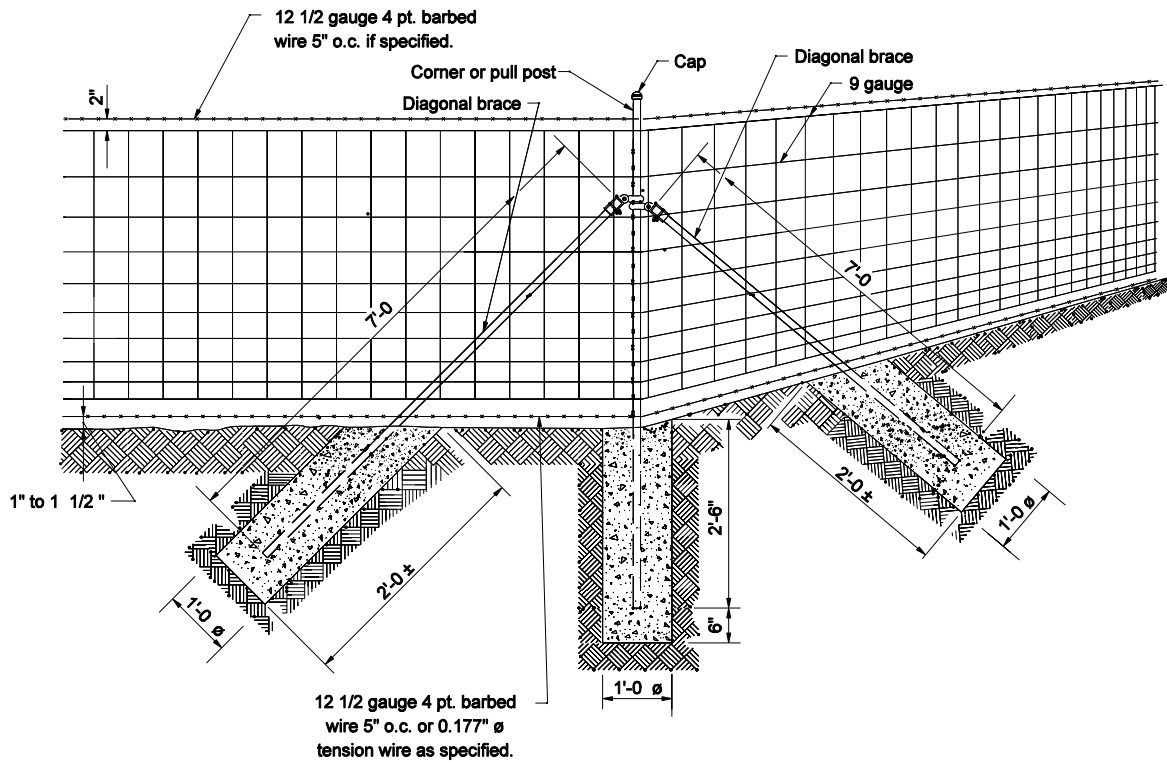 12 1/2 gauge 4 pt. barbed
wire 5" o.c. if specified.
Corner or pull post
Cap
Diagonal brace
Diagonal brace
9 gauge
2"
7'-0
7'-0
1" to 1 1/2 "
2'-0 ±
2'-0 ±
1'-0 ø
1'-0 ø
2'-6"
6"
1'-0 ø
12 1/2 gauge 4 pt. barbed
wire 5" o.c. or 0.177" ø
tension wire as specified.